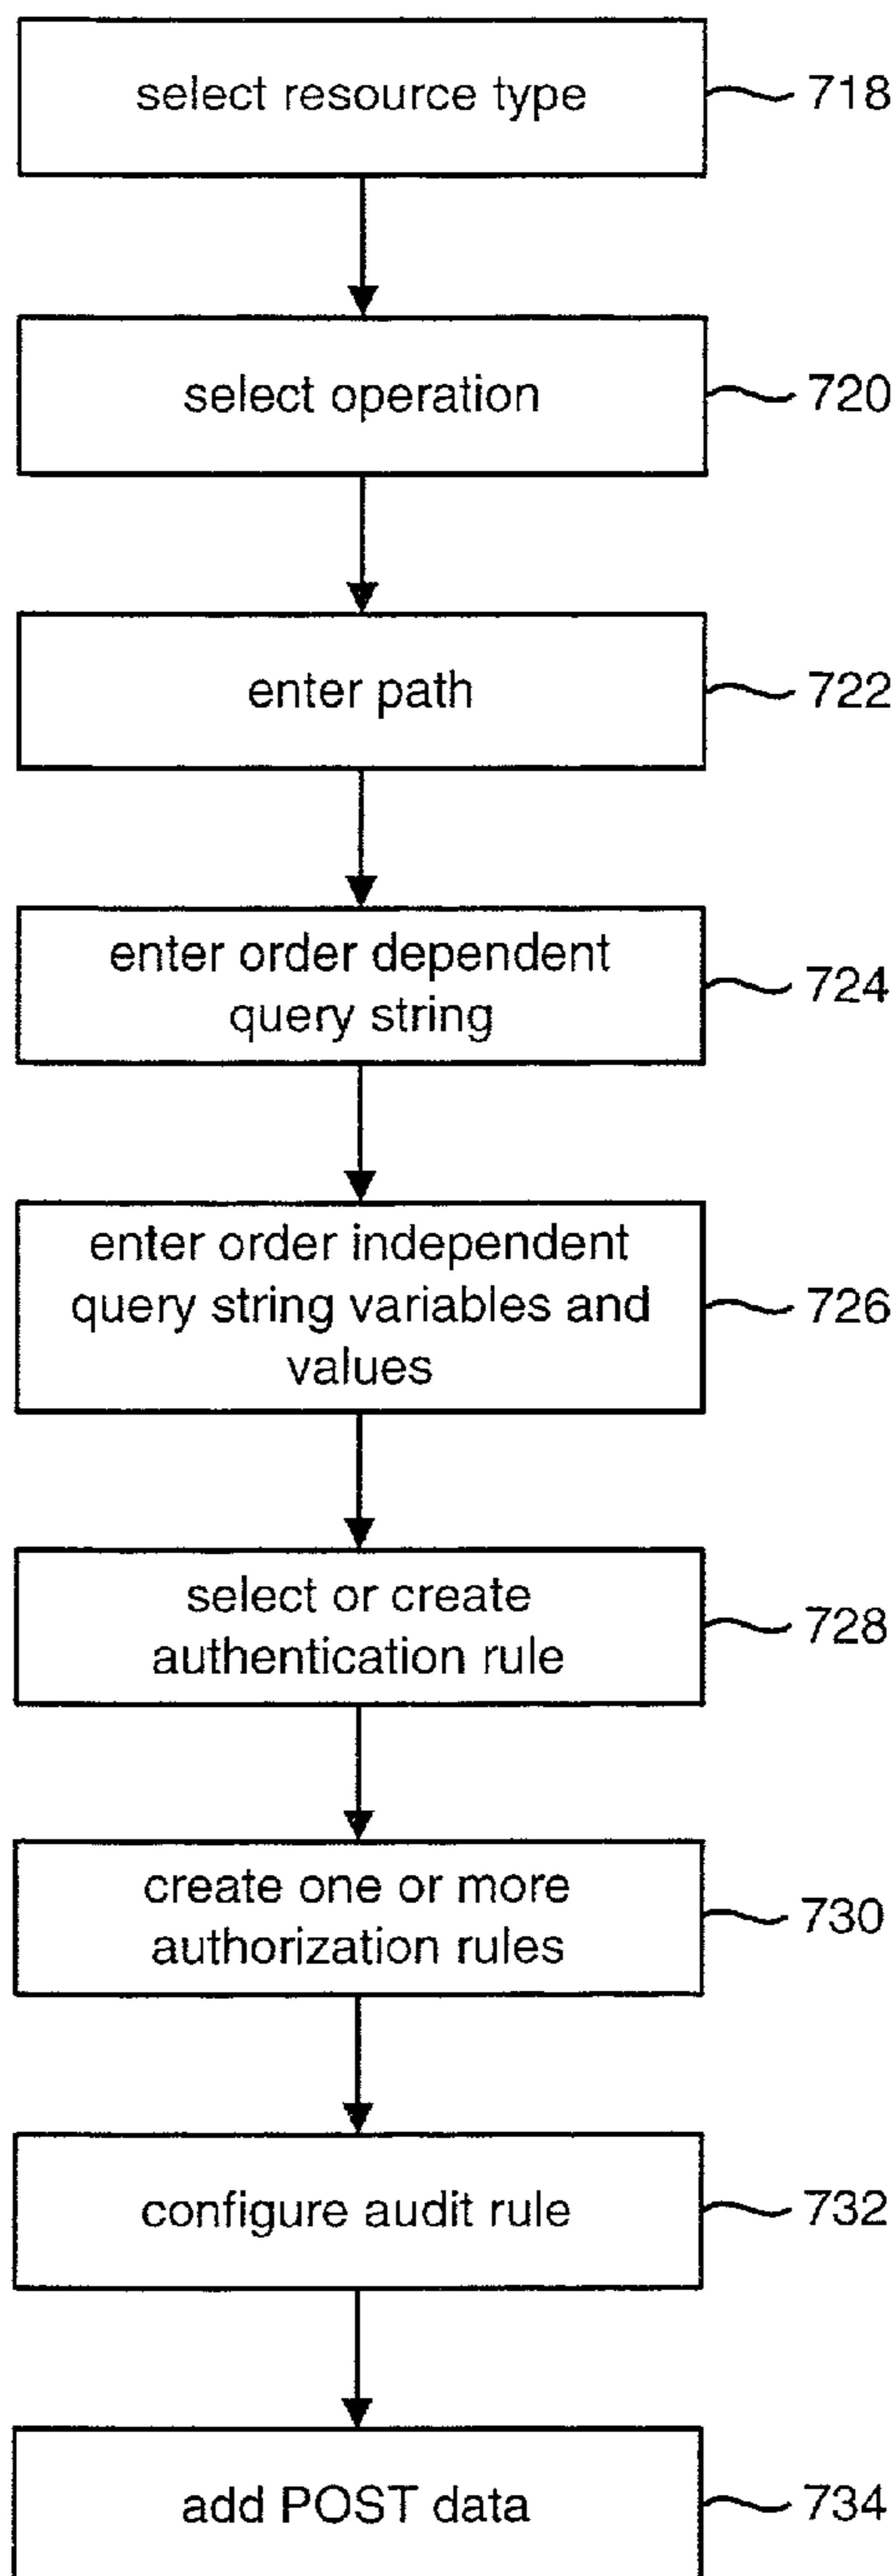 select resource type
718
select operation
720
enter path
722
enter order dependent
query string
724
enter order independent
query string variables and
values
726
select or create
authentication rule
728
create one or more
authorization rules
730
configure audit rule
732
add POST data
734